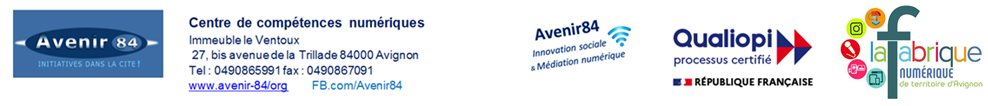 Avenir 84
INITIATIVES DANS LA CITE !
Centre de compétences numériques
Immeuble le Ventoux
27, bis avenue de la Trillade 84000 Avignon
Tel : 0490865991 fax : 0490867091
www.avenir-84/org FB.com/Avenir84
Avenir84
Innovation sociale
& Médiation numérique
Qualiopi
processus certifié
RÉPUBLIQUE FRANÇAISE
la fabrique
NUMÉRIQUE
de territoire d'Avignon